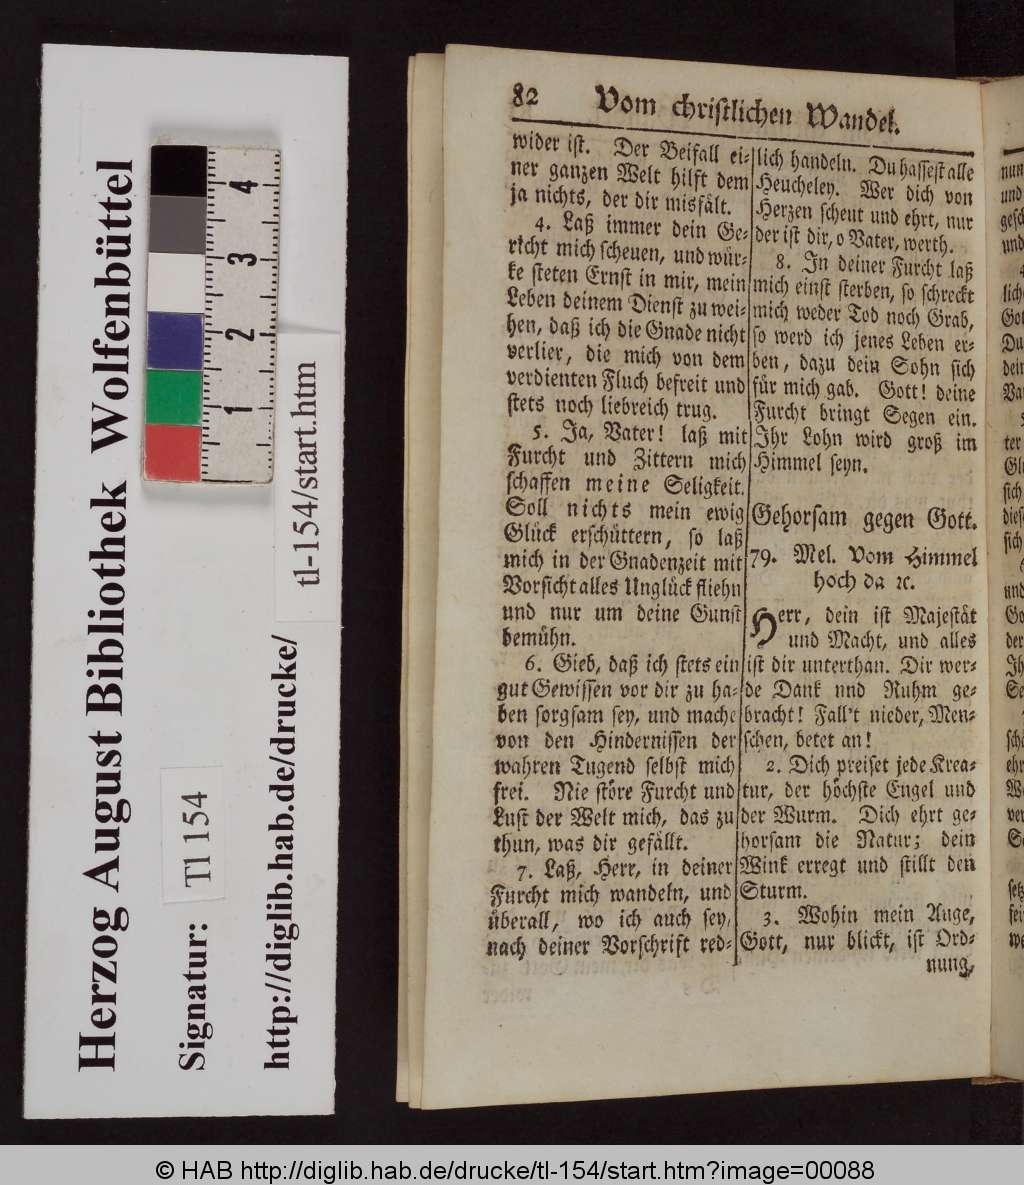 Herzog August Bibliothek Wolfenbüttel
Signatur: Tl 154
http://diglib.hab.de/drucke/ tl-154/start.htm
4
3
2
1
82 Vom christlichen Wandel.
wider ist. Der Beifall ei-
ner ganzen Welt hilft dem
ja nichts, der dir misfält.
4. Laß immer dein Ge-
richt mich scheuen, und wür-
ke steten Ernst in mir, mein
Leben deinem Dienst zu wei-
hen, daß ich die Gnade nicht
verlier, die mich von dem
verdienten Fluch befreit und
stets noch liebreich trug.
5. Ja, Vater! laß mit
Furcht und Zittern mich
schaffen meine Seligkeit.
Soll nichts mein ewig
Glück erschüttern, so laß
mich in der Gnadenzeit mit
Vorsicht alles Unglück fliehn
und nur um deine Gunst
bemühn.
6. Gieb, daß ich stets ein
gut Gewissen vor dir zu ha-
ben sorgsam sey, und mache
von den Hindernissen der
wahren Tugend selbst mich
frei. Nie störe Furcht und
Lust der Welt mich, das zu
thun, was dir gefällt.
7. Laß, Herr, in deiner
Furcht mich wandeln, und
überall, wo ich auch sey,
nach deiner Vorschrift red-
lich handeln. Du hassest alle
Heucheley. Wer dich von
Herzen scheut und ehrt, nur
der ist dir, o Vater, werth.
8. In deiner Furcht laß
mich einst sterben, so schreckt
mich weder Tod noch Grab,
so werd ich jenes Leben er-
ben, dazu dein Sohn sich
für mich gab. Gott! deine
Furcht bringt Segen ein.
Ihr Lohn wird groß im
Himmel seyn.
Gehorsam gegen Gott.
79. Mel. Vom Himmel
hoch da ꝛc.
Herr, dein ist Majestät
und Macht, und alles
ist dir unterthan. Dir wer-
de Dank nnd Ruhm ge-
bracht! Fall't nieder, Men-
schen, betet an!
2. Dich preiset jede Krea-
tur, der höchste Engel und
der Wurm. Dich ehrt ge-
horsam die Natur; dein
Wink erregt und stillt den
Sturm.
3. Wohin mein Auge,
Gott, nur blickt, ist Ord-
nung,
© HAB http://diglib.hab.de/drucke/tl-154/start.htm?image=00088